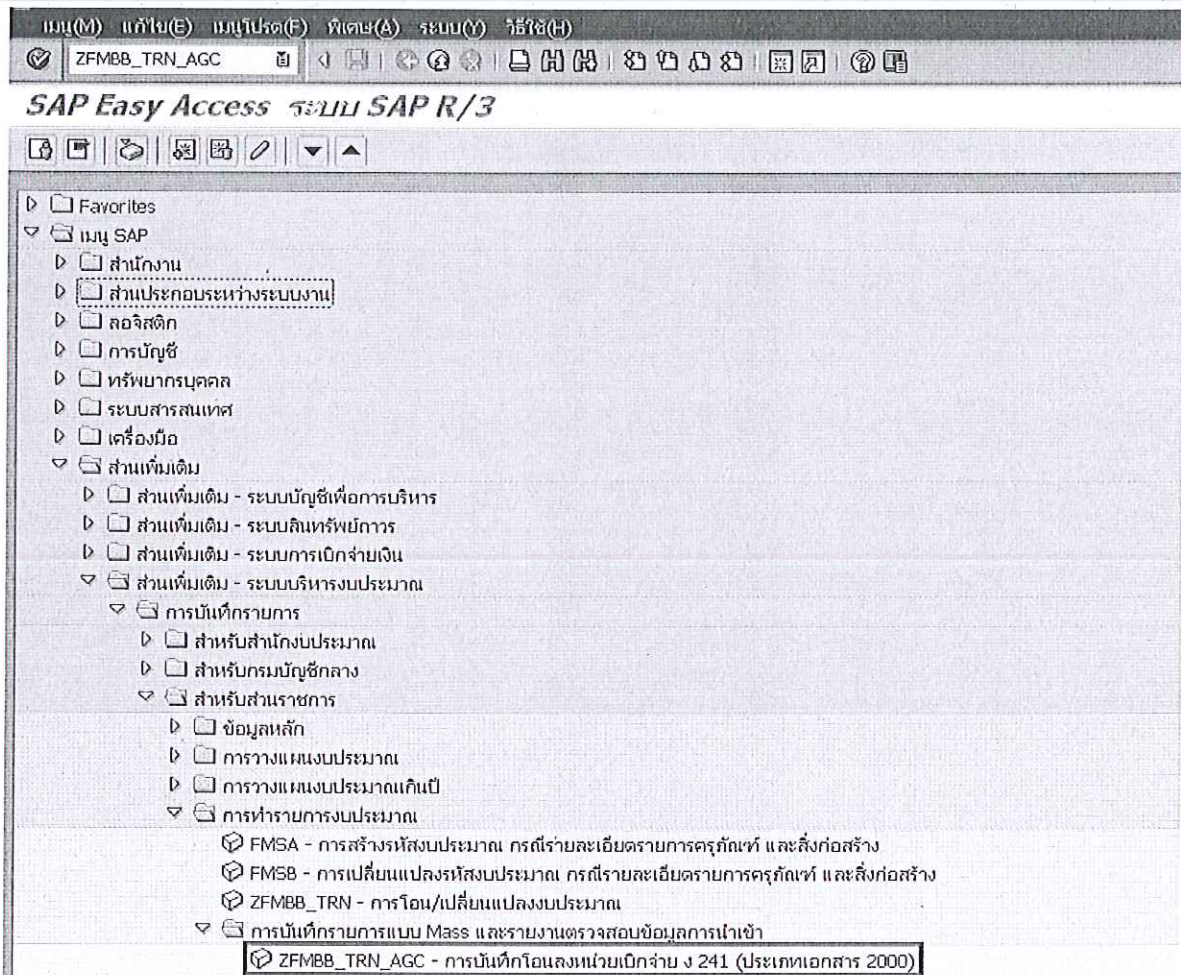 เมนู(M) แก้ไข(E) เมนูโปรด(F) พิเศษ(A) ระบบ(Y) วิธีใช้(H)
ZFMBB_TRN_AGC
SAP Easy Access ระบบ SAP R/3
Favorites
เมนู SAP
สำนักงาน
ส่วนประกอบระหว่างระบบงาน
ลอจิสติก
การบัญชี
ทรัพยากรบุคคล
ระบบสารสนเทศ
เครื่องมือ
ส่วนเพิ่มเติม
ส่วนเพิ่มเติม - ระบบบัญชีเพื่อการบริหาร
ส่วนเพิ่มเติม - ระบบสินทรัพย์ถาวร
ส่วนเพิ่มเติม - ระบบการเบิกจ่ายเงิน
ส่วนเพิ่มเติม - ระบบบริหารงบประมาณ
การบันทึกรายการ
สำหรับสำนักงบประมาณ
สำหรับกรมบัญชีกลาง
สำหรับส่วนราชการ
ข้อมูลหลัก
การวางแผนงบประมาณ
การวางแผนงบประมาณเกินปี
การทำรายการงบประมาณ
FMSA - การสร้างรหัสงบประมาณ กรณีรายละเอียดรายการครุภัณฑ์ และสิ่งก่อสร้าง
FMSB - การเปลี่ยนแปลงรหัสงบประมาณ กรณีรายละเอียดรายการครุภัณฑ์ และสิ่งก่อสร้าง
ZFMBB_TRN - การโอน/เปลี่ยนแปลงงบประมาณ
การบันทึกรายการแบบ Mass และรายงานตรวจสอบข้อมูลการนำเข้า
ZFMBB_TRN_AGC - การบันทึกโอนลงหน่วยเบิกจ่าย ง 241 (ประเภทเอกสาร 2000)